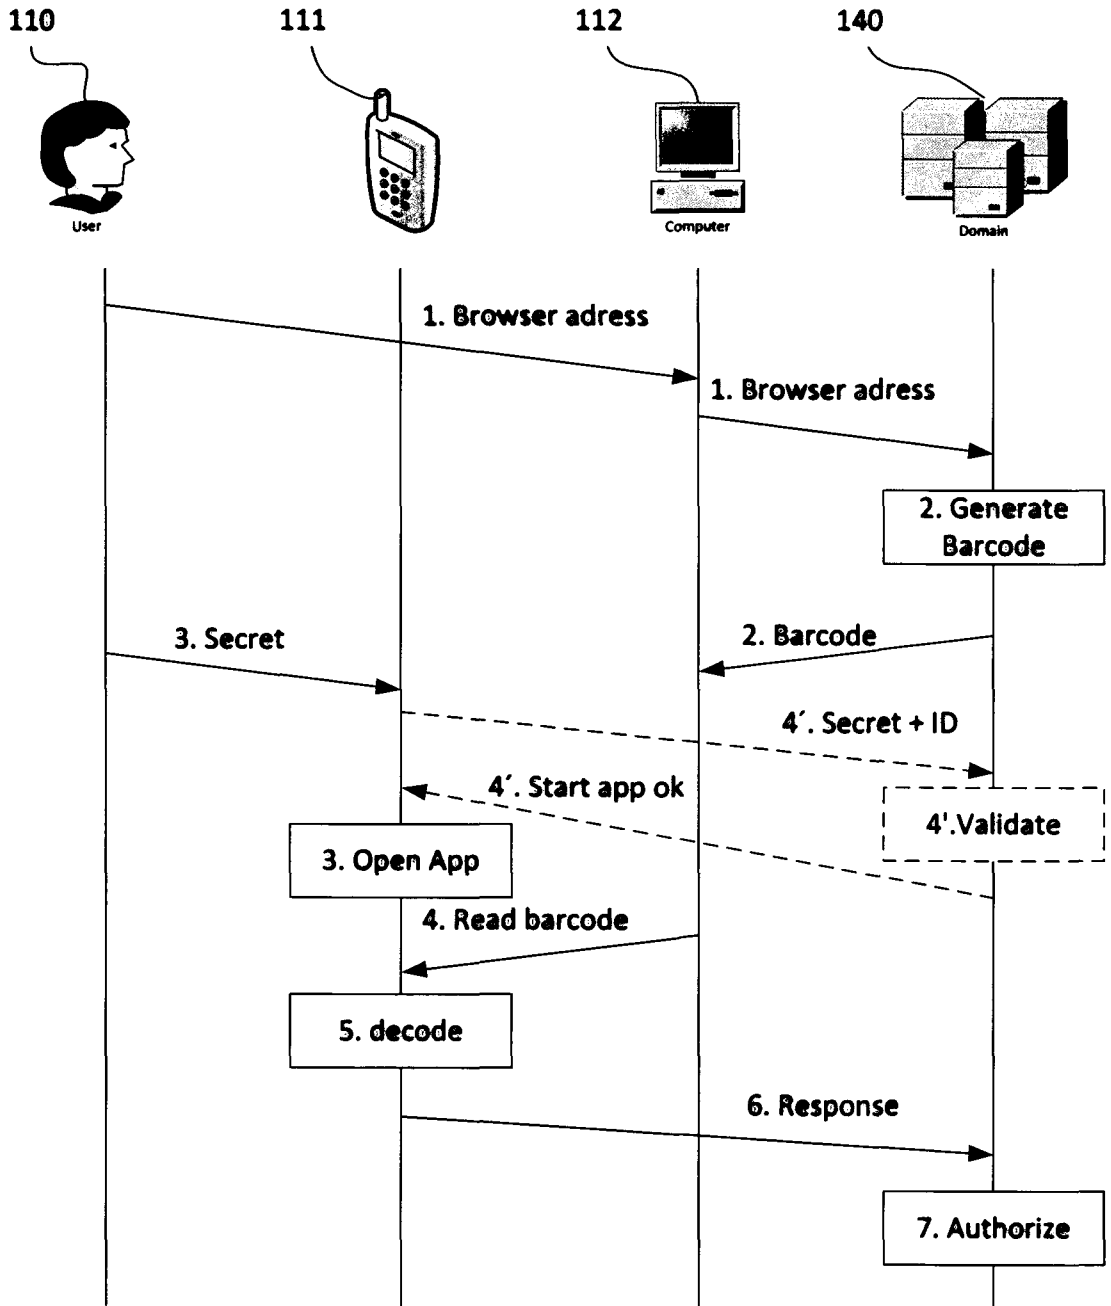 110
111
112
140
User
Computer
Domain
1. Browser adress
1. Browser adress
2. Generate
Barcode
3. Secret
2. Barcode
4´. Secret + ID
4´. Start app ok
4'.Validate
3. Open App
4. Read barcode
5. decode
6. Response
7. Authorize